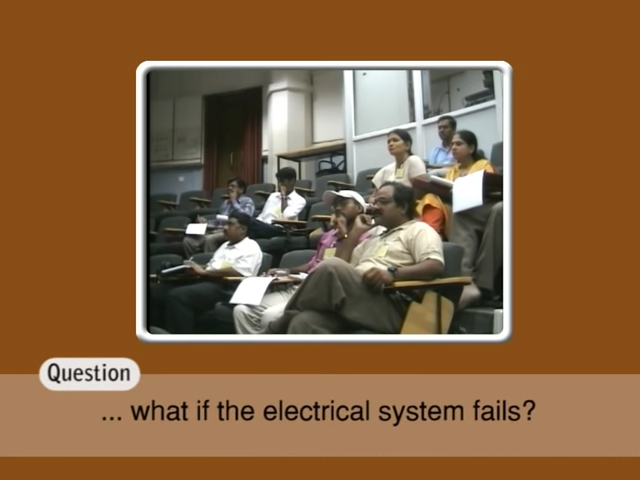 Question
... what if the electrical system fails?